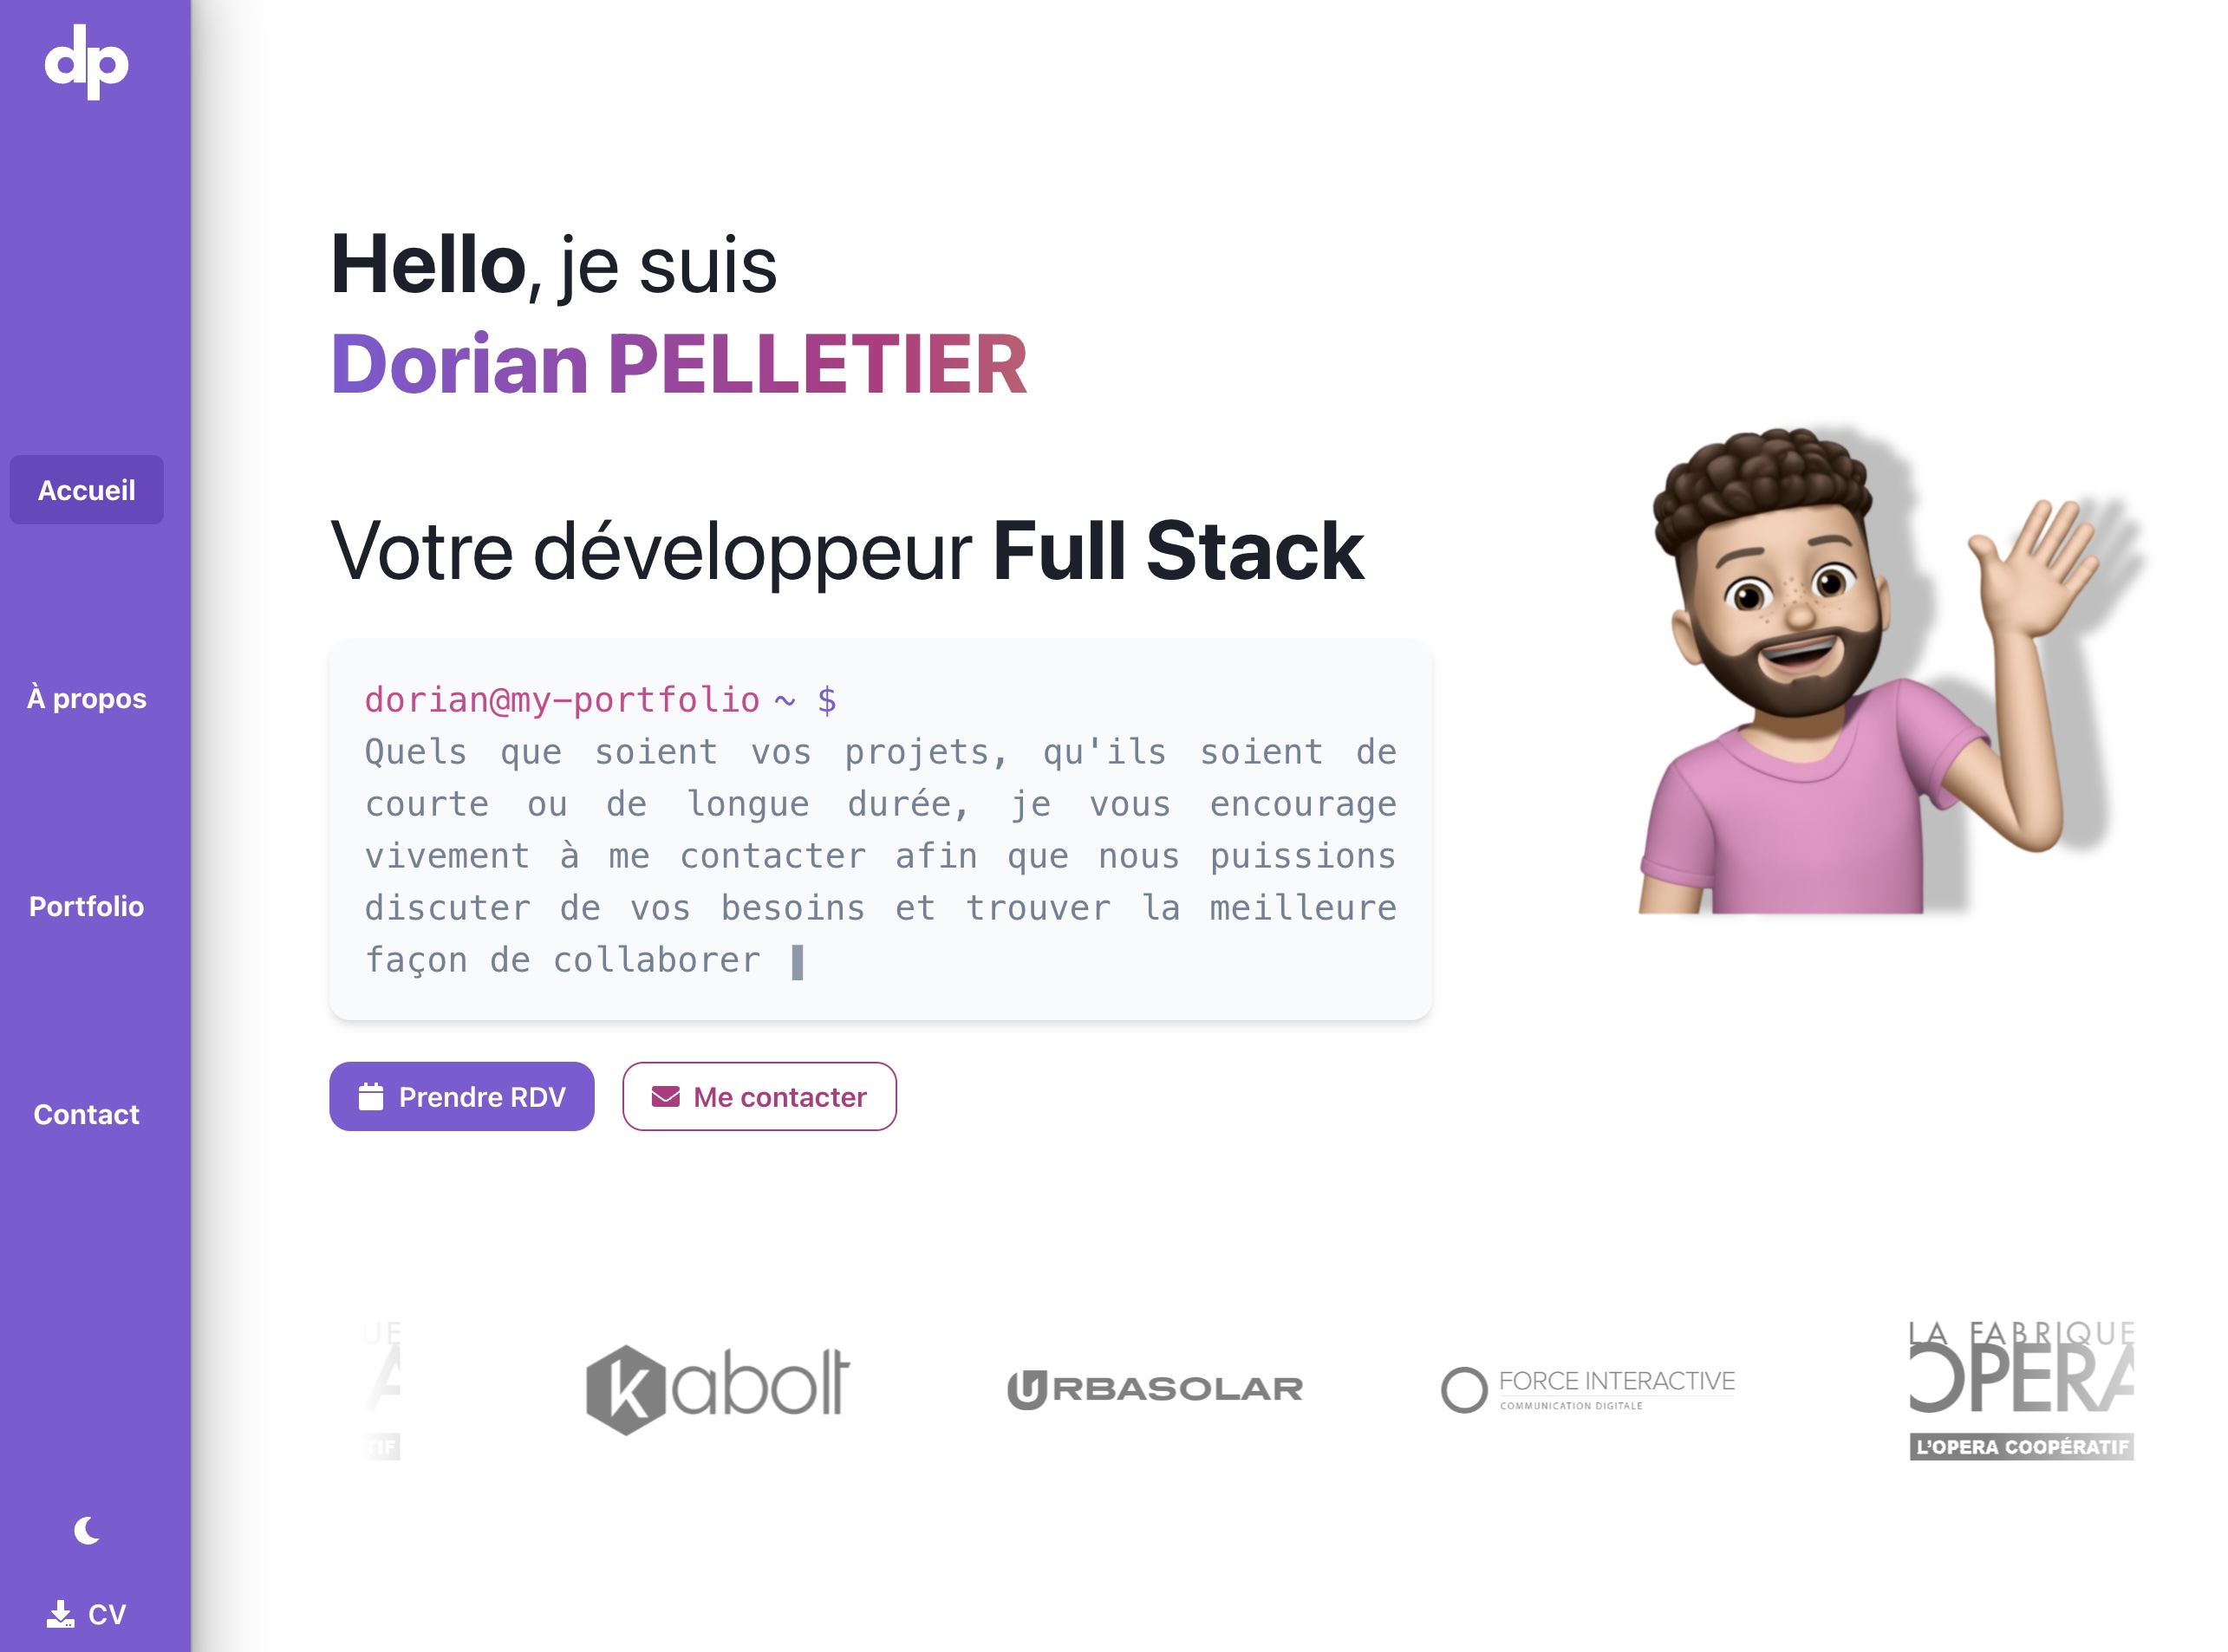 dp
Accueil
À propos
Portfolio
Contact
CV
Hello, je suis
Dorian PELLETIER
Votre développeur Full Stack
dorian@my-portfolio ~ $
Quels que soient vos projets, qu'ils soient de
courte ou de longue durée, je vous encourage
vivement à me contacter afin que nous puissions
discuter de vos besoins et trouver la meilleure
façon de collaborer
Prendre RDV
Me contacter
UE
A
TIF
kabolt
URBASOLAR
FORCE INTERACTIVE
COMMUNICATION DIGITALE
LA FABRIQUE
OPERA
L'OPERA COOPÉRATIF